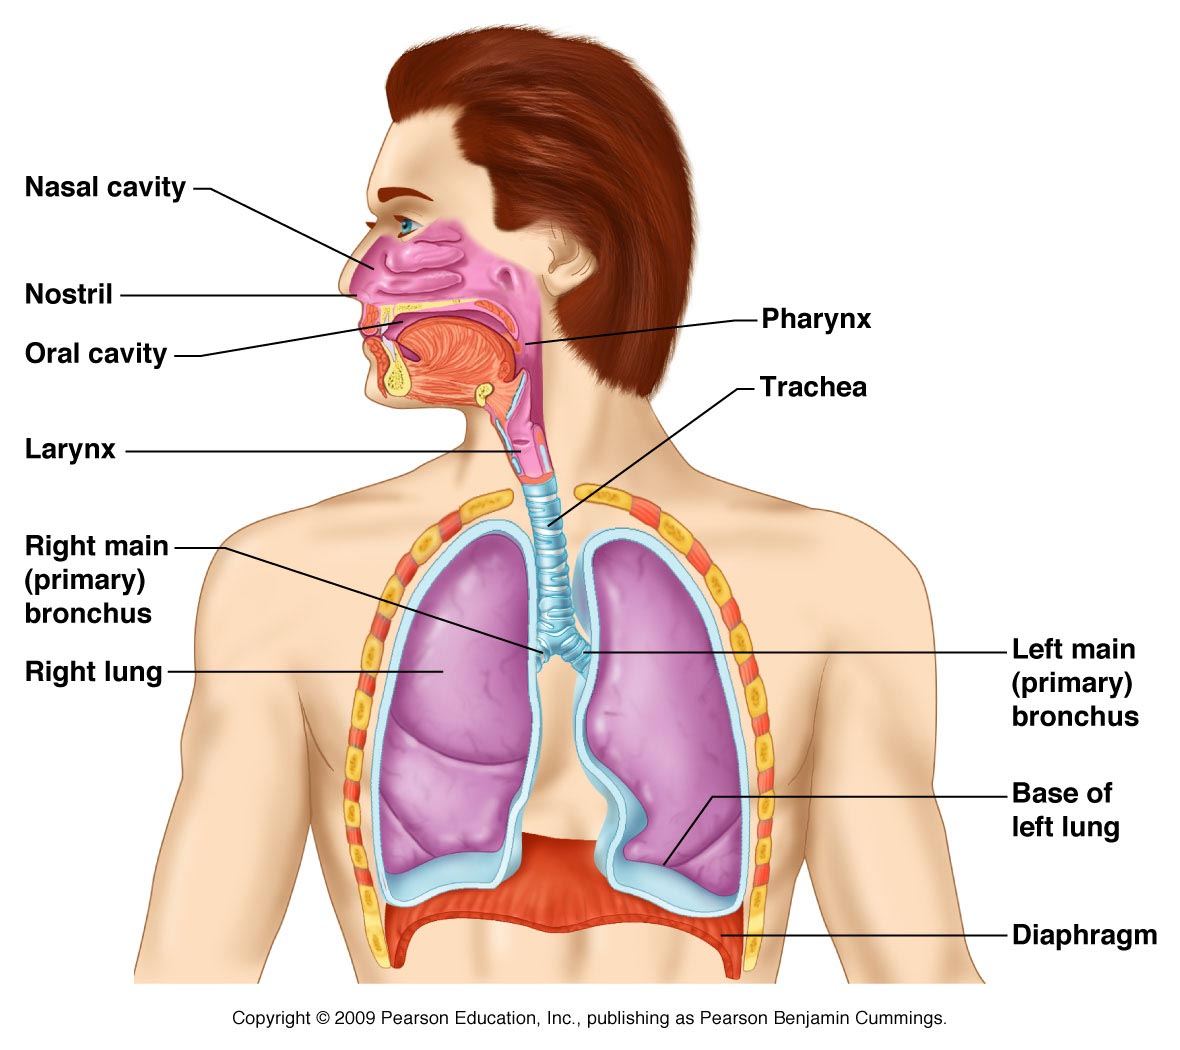 Nasal cavity
Nostril
Oral cavity
Larynx
Right main
(primary)
bronchus
Right lung
Pharynx
Trachea
Left main
(primary)
bronchus
Base of
left lung
Diaphragm
Copyright © 2009 Pearson Education, Inc., publishing as Pearson Benjamin Cummings.